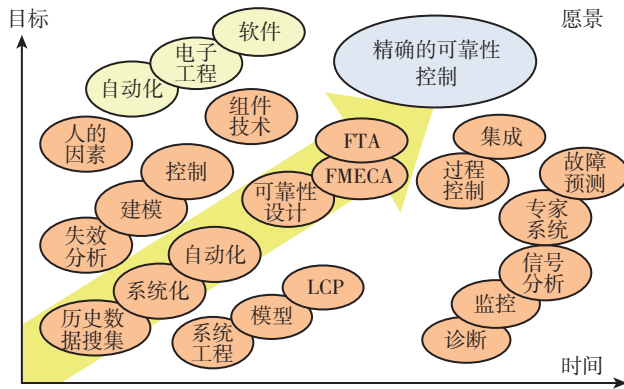 目标
愿景
软件
电子
工程
自动化
精确的可靠性
控制
人的
因素
组件
技术
FTA
FMECA
集成
过程
控制
故障
预测
控制
建模
失效
分析
可靠性
设计
专家
系统
自动化
系统化
历史数
据搜集
信号
分析
监控
诊断
LCP
模型
系统
工程
时间